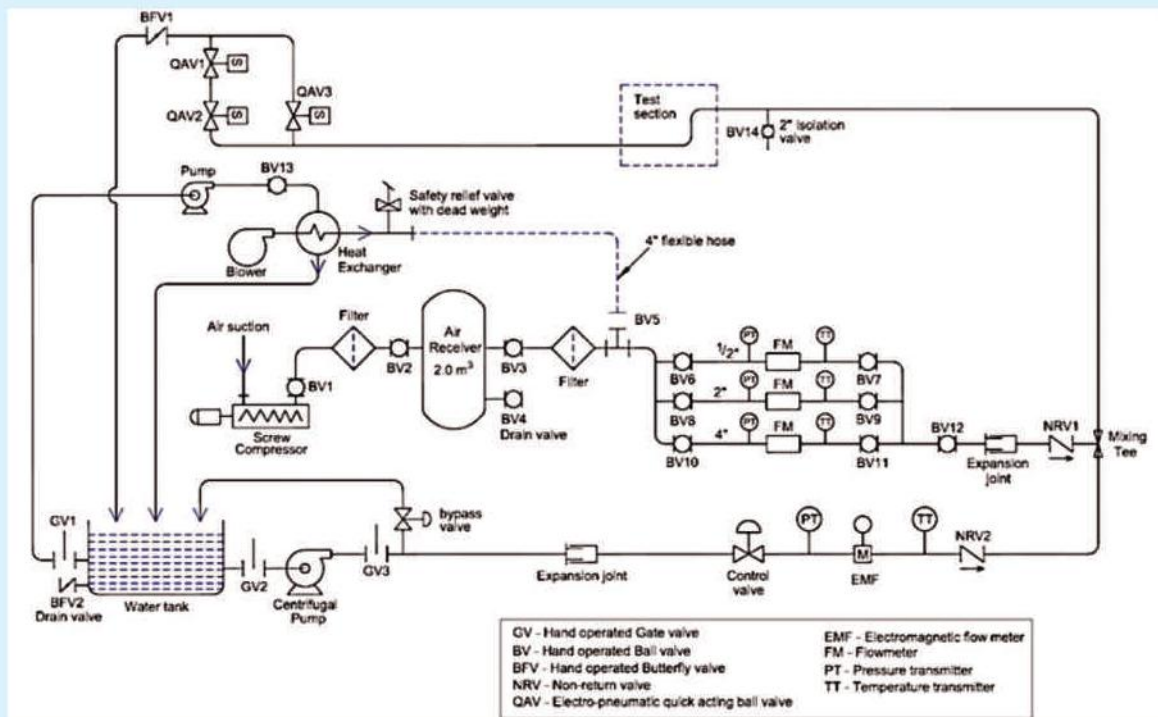 BFV1
QAV1
S
QAV3
QAV2
S
S
Test
section
BV14
2" Isolation
valve
Pump
BV13
Safety relief valve
with dead weight
4" flexible hose
Blower
Heat
Exchanger
Filter
Air suction
BV1
BV2
Air
Receiver
2.0 m³
BV3
BV4
Drain valve
Filter
BV5
1/2"
PT
FM
TT
BV6
BV7
2"
PT
FM
TT
BV8
BV9
4"
PT
FM
TT
BV10
BV11
BV12
Expansion
joint
NRV1
Mixing
Tee
Screw
Compressor
GV1
BFV2
Drain valve
Water tank
GV2
Centrifugal
Pump
GV3
bypass
valve
Expansion joint
Control
valve
PT
M
EMF
TT
NRV2
GV - Hand operated Gate valve
BV - Hand operated Ball valve
BFV - Hand operated Butterfly valve
NRV - Non-return valve
QAV - Electro-pneumatic quick acting ball valve
EMF - Electromagnetic flow meter
FM - Flowmeter
PT - Pressure transmitter
TT - Temperature transmitter